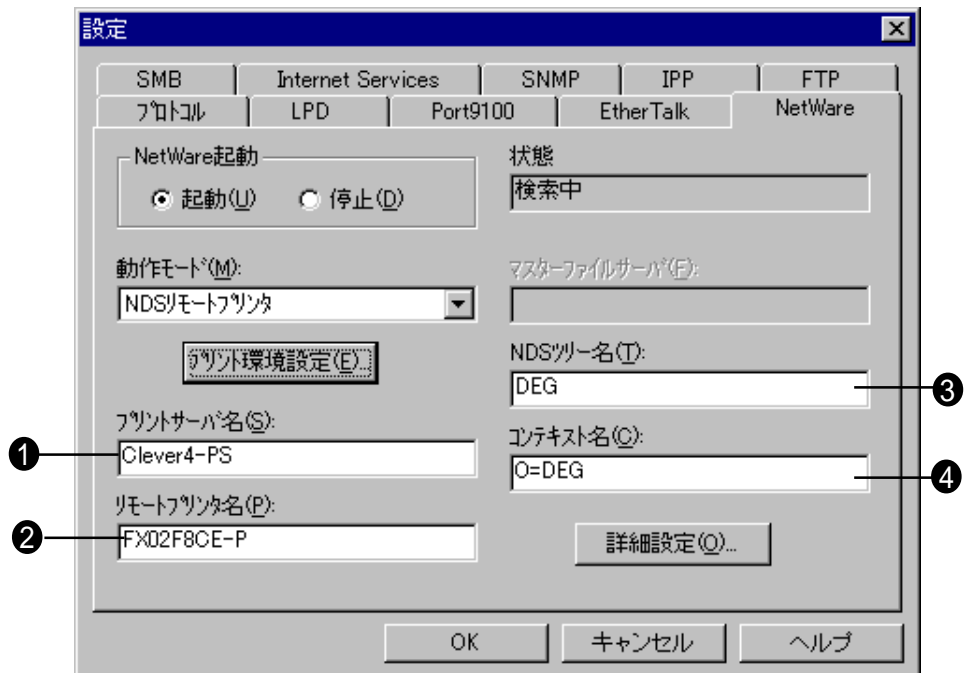 設定
SMB
Internet Services
SNMP
IPP
FTP
プロトコル
LPD
Port9100
EtherTalk
NetWare
NetWare起動
起動(U)
停止(D)
状態
検索中
動作モード(M):
NDSリモートプリンタ
マスターファイルサーバ(F):
プリント環境設定(E)...
NDSツリー名(T):
DEG
3
プリントサーバ名(S):
1
Clever4-PS
コンテキスト名(C):
O=DEG
4
リモートプリンタ名(P):
2
FX02F8CE-P
詳細設定(O)...
OK
キャンセル
ヘルプ